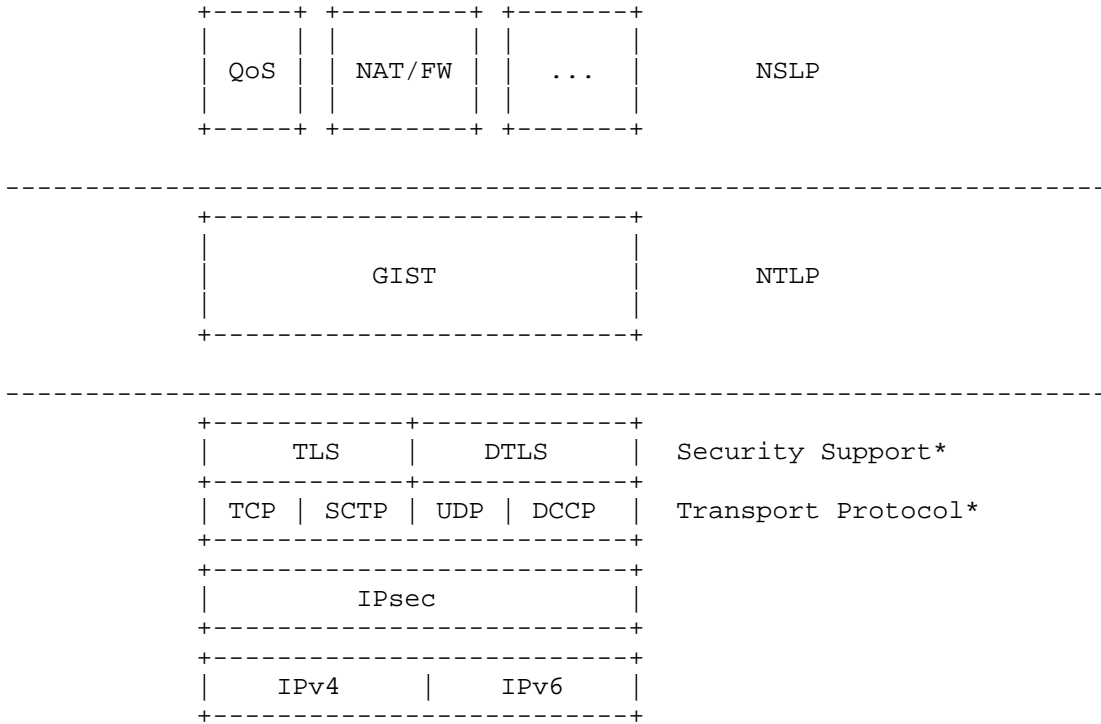 QoS NAT/FW ... NSLP
GIST NTLP
TLS DTLS Security Support*
TCP | SCTP | UDP | DCCP Transport Protocol*
IPsec
IPv4 | IPv6